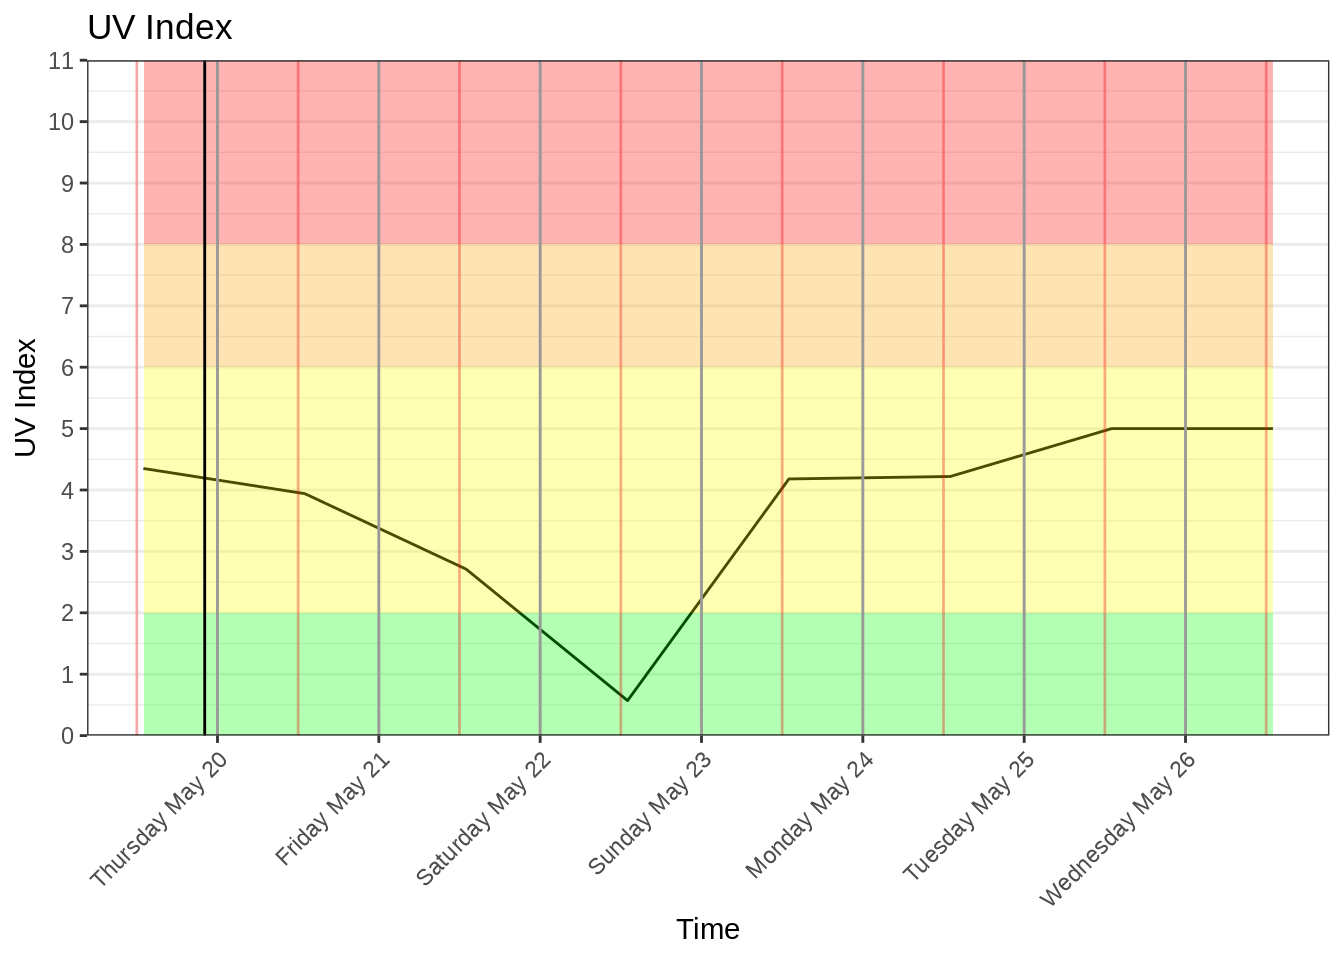 UV Index
11
10
9
8
7
6
5
4
3
2
1
0
UV Index
Thursday May 20
Friday May 21
Saturday May 22
Sunday May 23
Monday May 24
Tuesday May 25
Wednesday May 26
Time